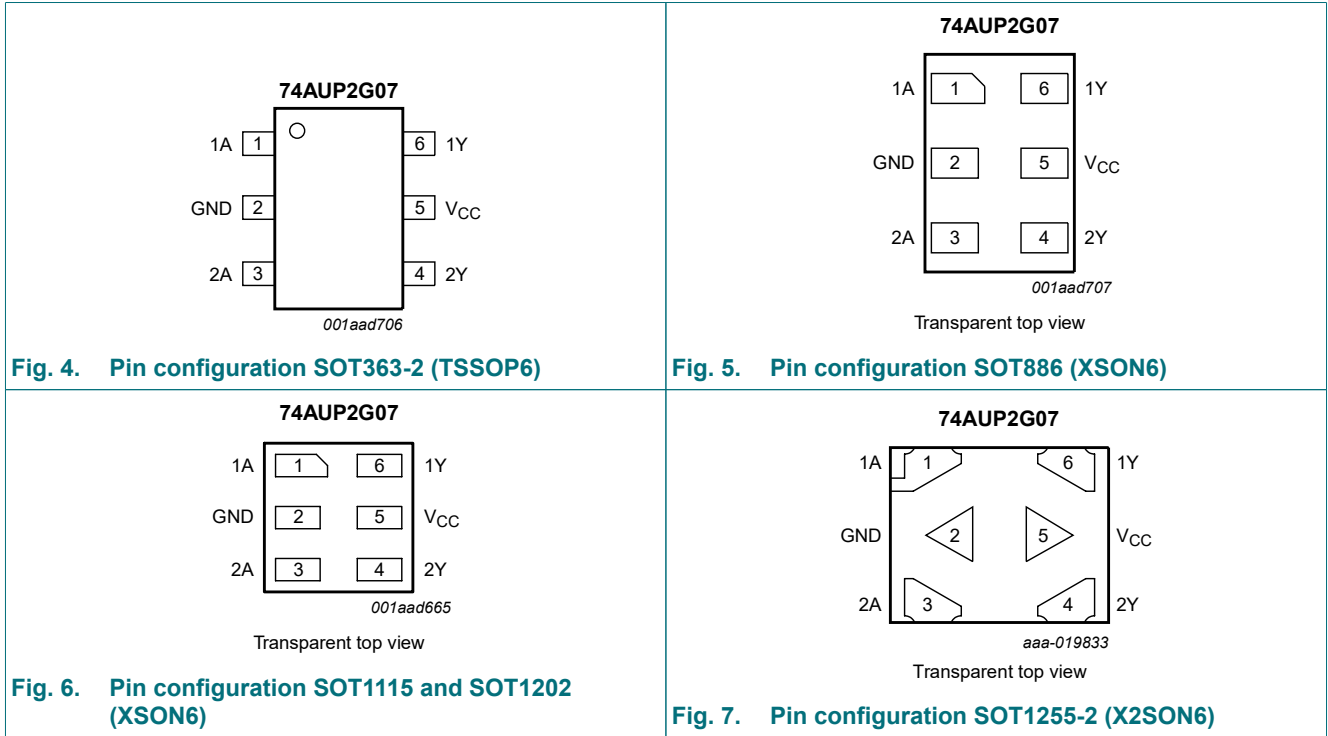 74AUP2G07
1A 1 6 1Y
GND 2 5 VCC
2A 3 4 2Y
001aad706
Fig. 4. Pin configuration SOT363-2 (TSSOP6)
74AUP2G07
1A 1 6 1Y
GND 2 5 VCC
2A 3 4 2Y
001aad707
Transparent top view
Fig. 5. Pin configuration SOT886 (XSON6)
74AUP2G07
1A 1 6 1Y
GND 2 5 VCC
2A 3 4 2Y
001aad665
Transparent top view
Fig. 6. Pin configuration SOT1115 and SOT1202
(XSON6)
74AUP2G07
1A 1 6 1Y
GND 2 5 VCC
2A 3 4 2Y
aaa-019833
Transparent top view
Fig. 7. Pin configuration SOT1255-2 (X2SON6)